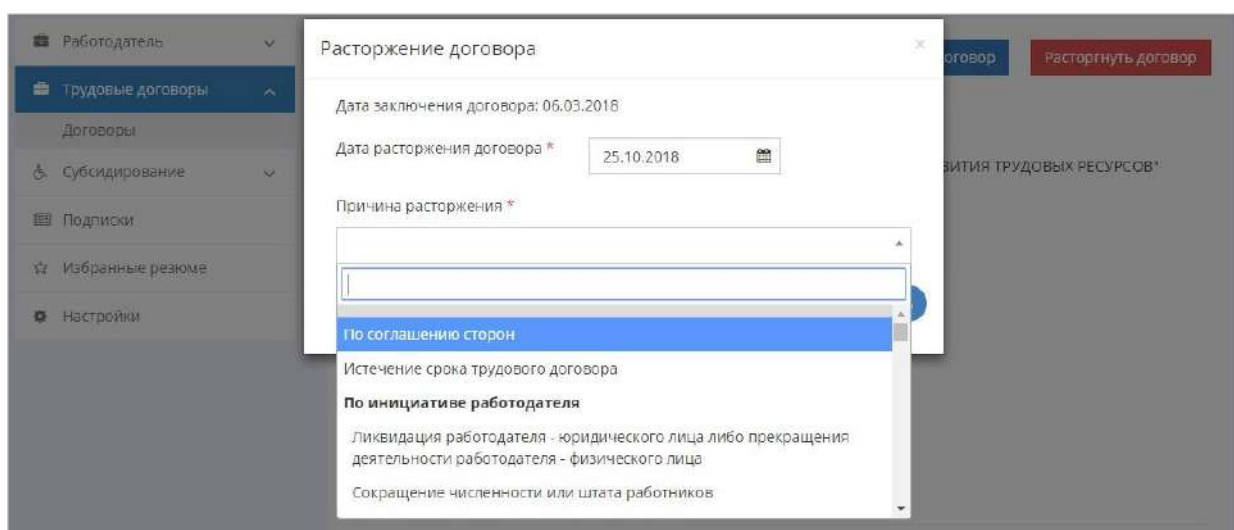 Работодатель
Трудовые договоры
Договоры
Субсидирование
Подписки
Избранные резюме
Настройки
Расторжение договора
×
оговор
Расторгнуть договор
Дата заключения договора: 06.03.2018
Дата расторжения договора *
25.10.2018
ВИТИЯ ТРУДОВЫХ РЕСУРСОВ"
Причина расторжения *
По соглашению сторон
Истечение срока трудового договора
По инициативе работодателя
Ликвидация работодателя - юридического лица либо прекращения
деятельности работодателя - физического лица
Сокращение численности или штата работников